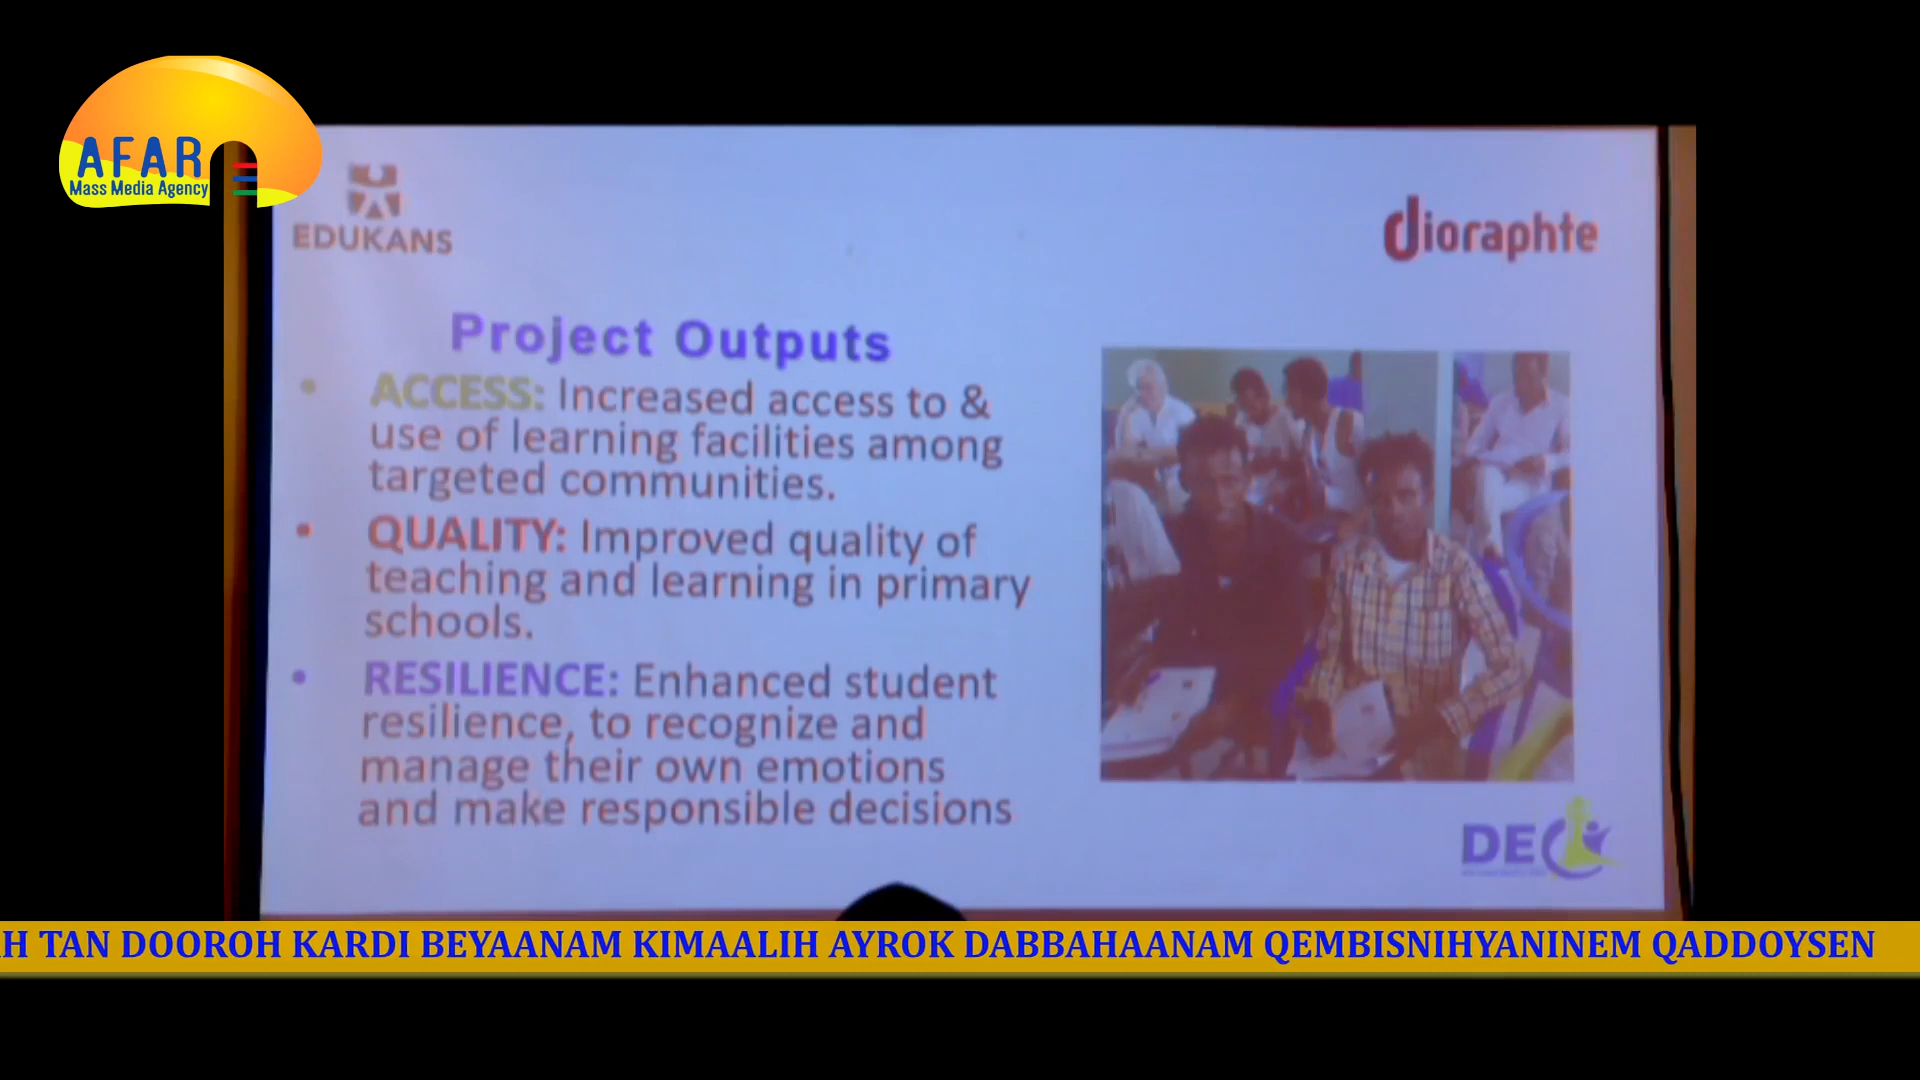 AFAR
Mass Media Agency
EDUKANS
dioraphte
Project Outputs
• ACCESS: Increased access to &
use of learning facilities among
targeted communities.
• QUALITY: Improved quality of
teaching and learning in primary
schools.
• RESILIENCE: Enhanced student
resilience, to recognize and
manage their own emotions
and make responsible decisions
DEC
TAN DOOROH KARDI BEYAANAM KIMAALIH AYROK DABBAHAANAM QEMBISNIHYANINEM QADDOYSEN